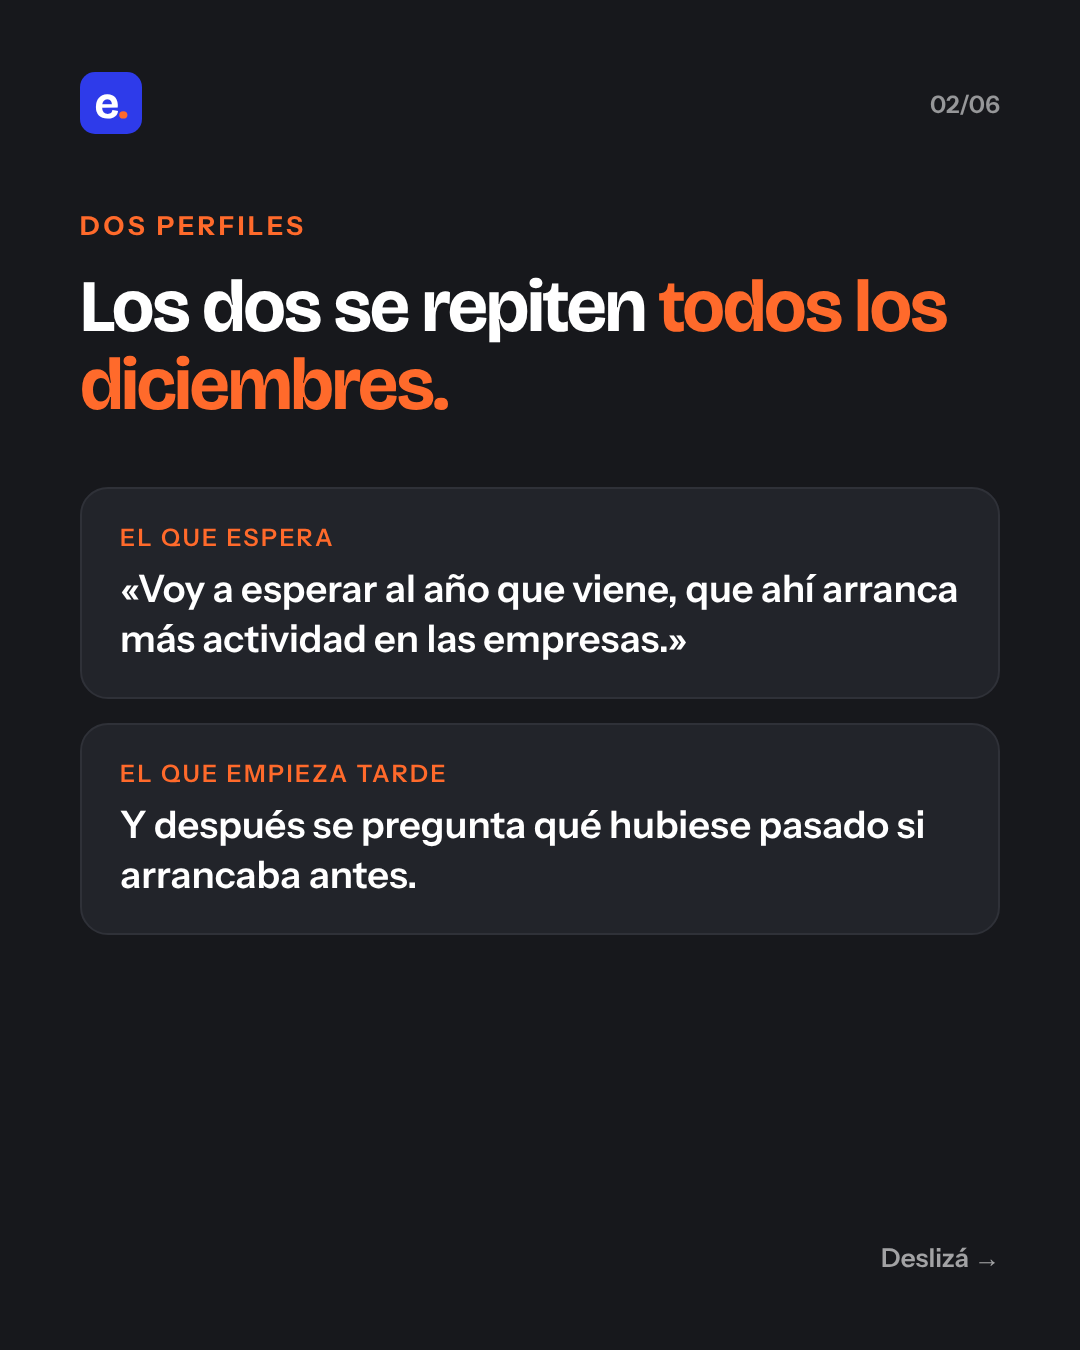 e.
02/06
DOS PERFILES
Los dos se repiten todos los
diciembres.
EL QUE ESPERA
«Voy a esperar al año que viene, que ahí arranca
más actividad en las empresas.»
EL QUE EMPIEZA TARDE
Y después se pregunta qué hubiese pasado si
arrancaba antes.
Deslizá →